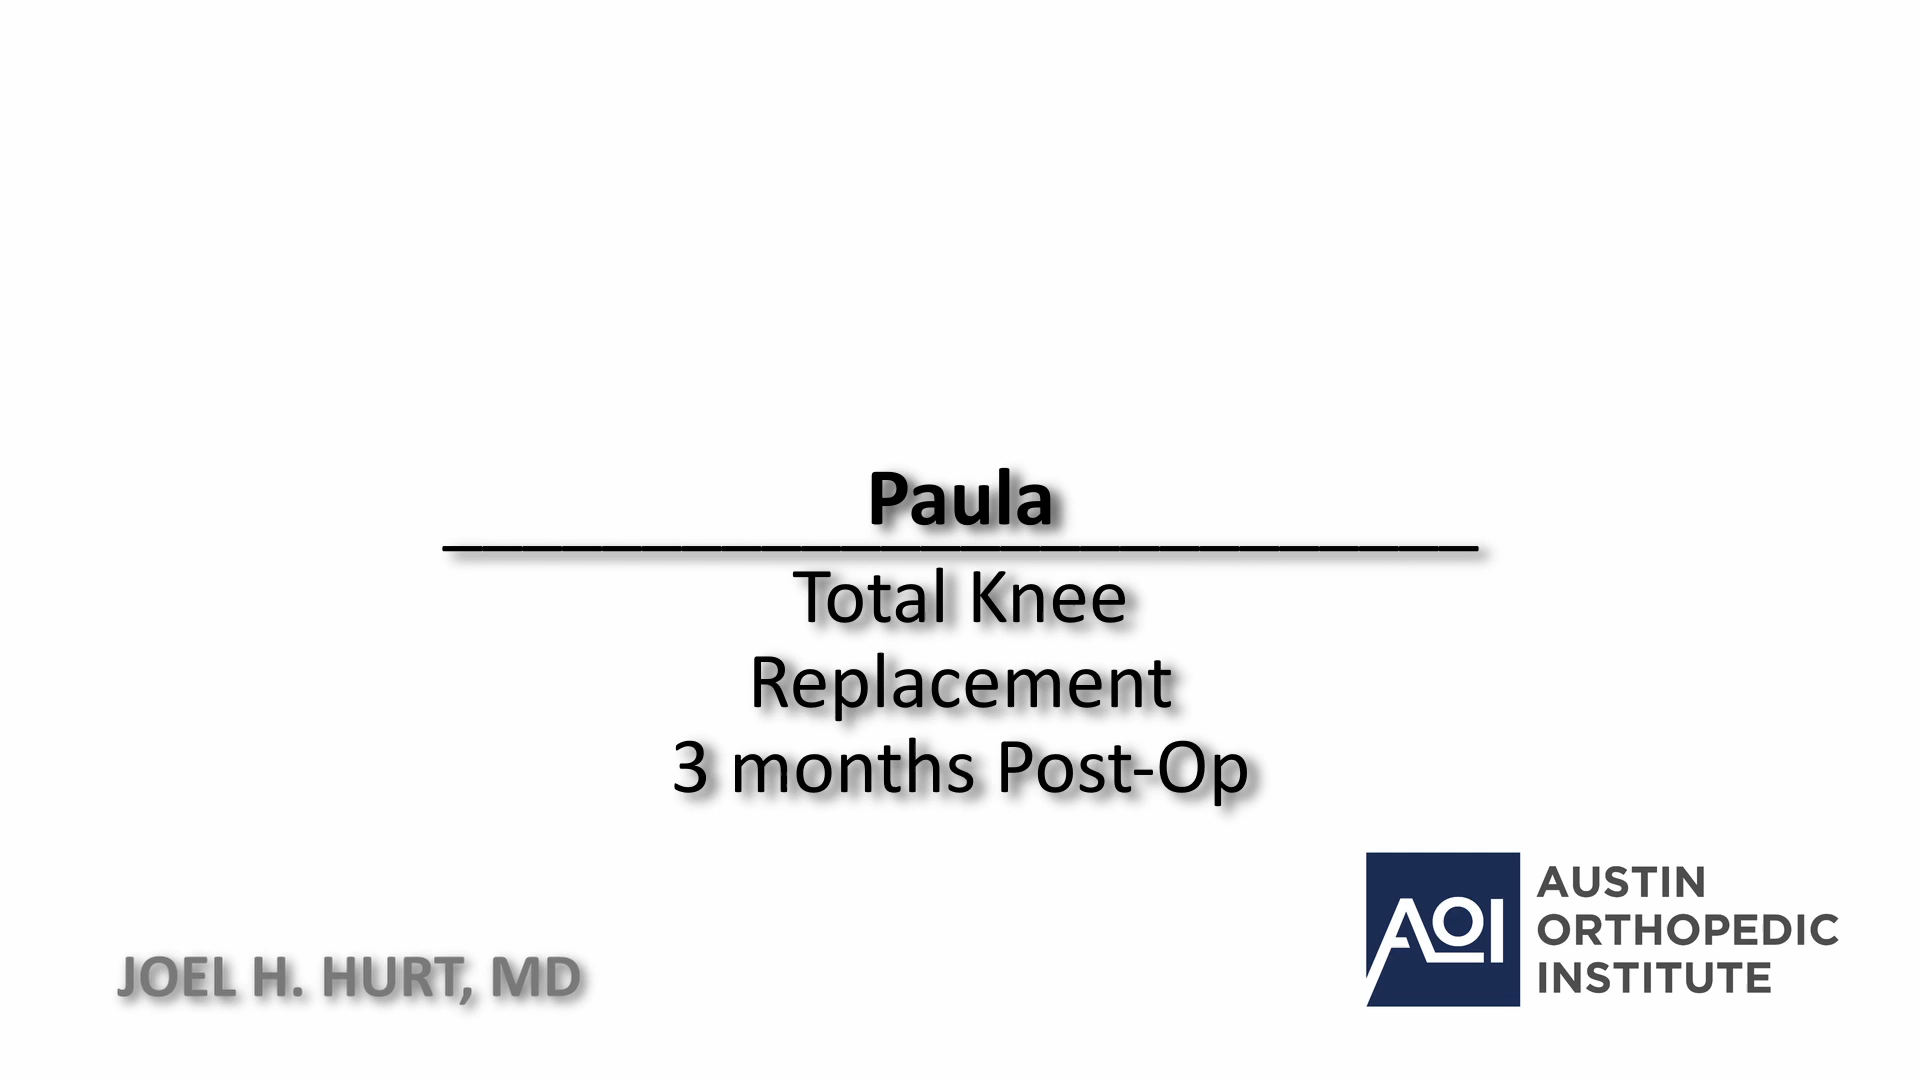 Paula
Total Knee
Replacement
3 months Post-Op
JOEL H. HURT, MD
AOI
AUSTIN
ORTHOPEDIC
INSTITUTE